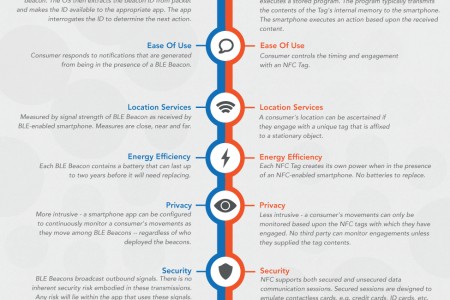 beacon. The OS then extracts the beacon ID from packet
and makes the ID available to the appropriate app. The app
interrogates the ID to determine the next action.
executes a stored program. The program typically transmits
the content; of the Tag's internal memory to the smartphone.
The smartphone executes an action based upon the received
content.
Ease Of Use
Consumer responds to notifications that are generated
from being in the presence of a BLE Beacon.
Ease Of Use
Consumer controls the timing and engagement
with an NFC Tag.
Location Services
Measured by signal strength of BLE Beacon as received by
BLE-enabled smartphone. Measures are close, near and far.
Location Services
A consumer's location can be ascertained if
they engage with a unique tag that is affixed
to a stationary object.
Energy Efficiency
Each BLE Beacon contains a battery that can last up
to two years before it will need replacing.
Energy Efficiency
Each NFC Tag creates its own power when in the presence
of an NFC-enabled smartphone. No batteries to replace.
Privacy
More intrusive - a smartphone app can be configured
to continuously monitor a consumer's movements as
they move among BLE Beacons -- regardless of who
deployed the beacons.
Privacy
Less intrusive - a consumer's movements can only be
monitored based upon the NFC tags with which they have
engaged. No third party can monitor engagements unless
they supplied the tag contents.
Security
BLE Beacons broadcast outbound signals. There is no
inherent security risk embodied in these transmissions.
Any risk will lie within the app that uses these signals.
Security
NFC supports both secured and unsecured data
communication sessions. Secured sessions are designed to
emulate contactless cards, e.g. credit cards, ID cards, etc.